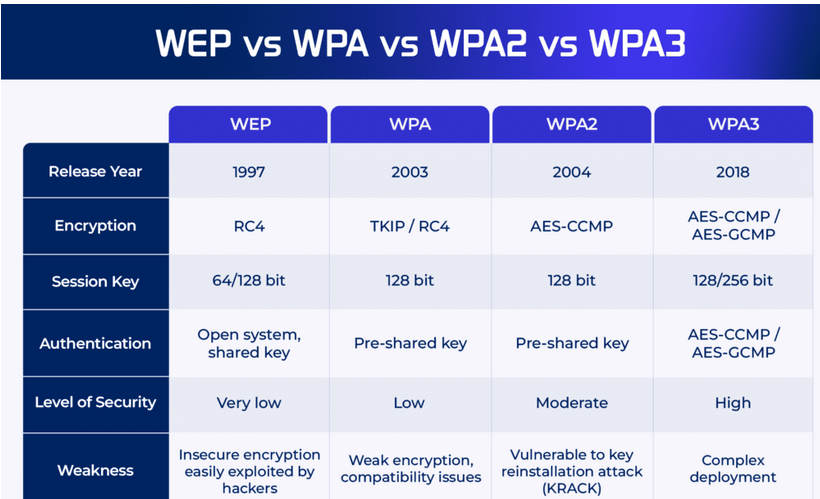 WEP vs WPA vs WPA2 vs WPA3
WEP WPA WPA2 WPA3
Release Year 1997 2003 2004 2018
Encryption RC4 TKIP / RC4 AES-CCMP AES-CCMP /
AES-GCMP
Session Key 64/128 bit 128 bit 128 bit 128/256 bit
Authentication Open system,
shared key Pre-shared key Pre-shared key AES-CCMP /
AES-GCMP
Level of Security Very low Low Moderate High
Weakness Insecure encryption
easily exploited by
hackers Weak encryption,
compatibility issues Vulnerable to key
reinstallation attack
(KRACK) Complex
deployment